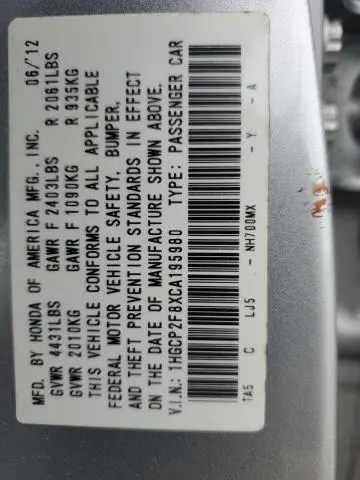 MFD. BY HONDA OF AMERICA MFG., INC. 06/'12
GVWR 4431LBS GAWR F 2403LBS R 2061LBS
GVWR 2010KG GAWR F 1090KG R 935KG
THIS VEHICLE CONFORMS TO ALL APPLICABLE
FEDERAL MOTOR VEHICLE SAFETY, BUMPER,
AND THEFT PREVENTION STANDARDS IN EFFECT
ON THE DATE OF MANUFACTURE SHOWN ABOVE.
V.I.N.: 1HGCP2F8XCA195980 TYPE: PASSENGER CAR
TA5 C LJ5 - NH700MX - Y - A